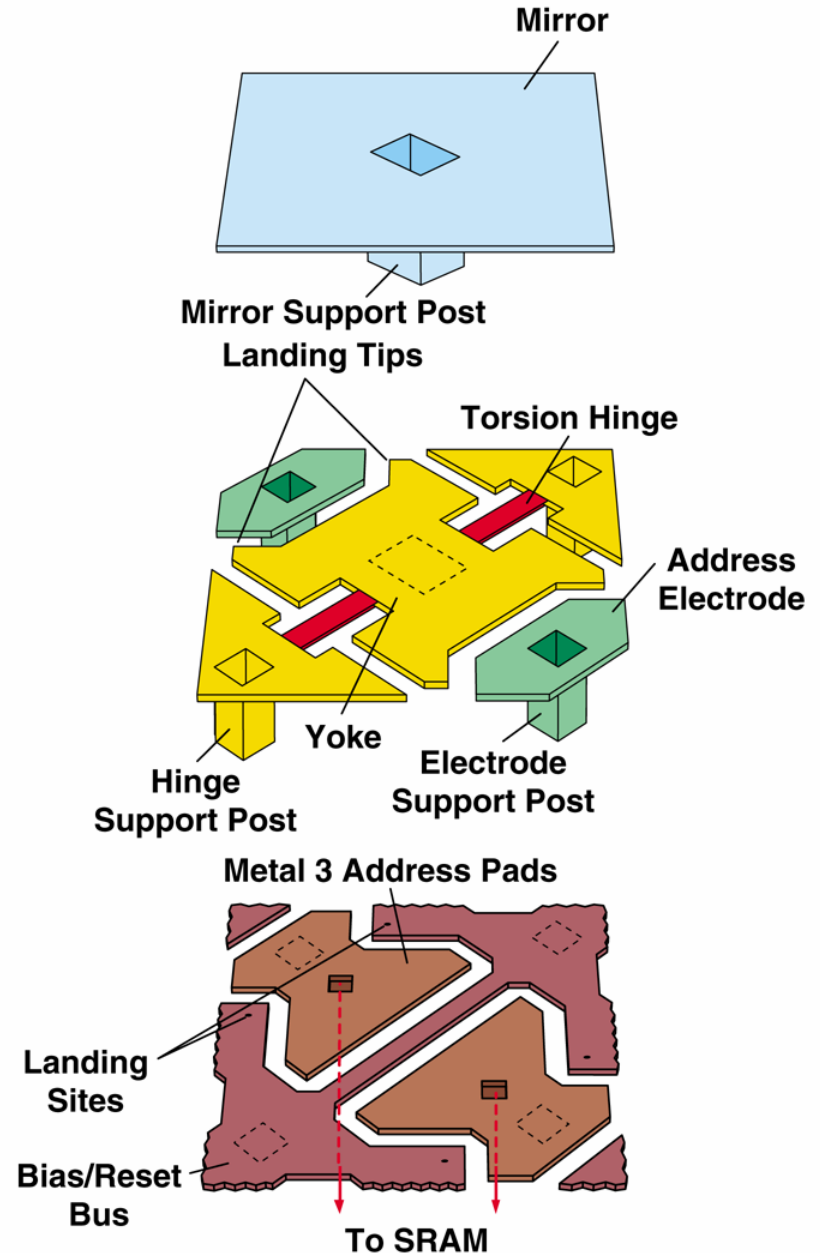 Mirror
Mirror Support Post
Landing Tips
Torsion Hinge
Address
Electrode
Yoke
Hinge
Support Post
Electrode
Support Post
Metal 3 Address Pads
Landing
Sites
Bias/Reset
Bus
To SRAM